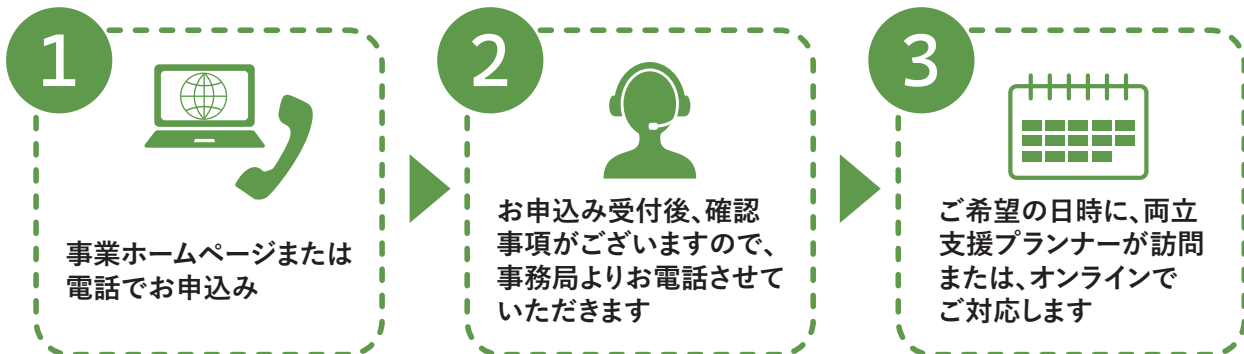 1
事業ホームページまたは
電話でお申込み
2
お申込み受付後、確認
事項がございますので、
事務局よりお電話させて
いただきます
3
ご希望の日時に、両立
支援プランナーが訪問
または、オンラインで
ご対応します